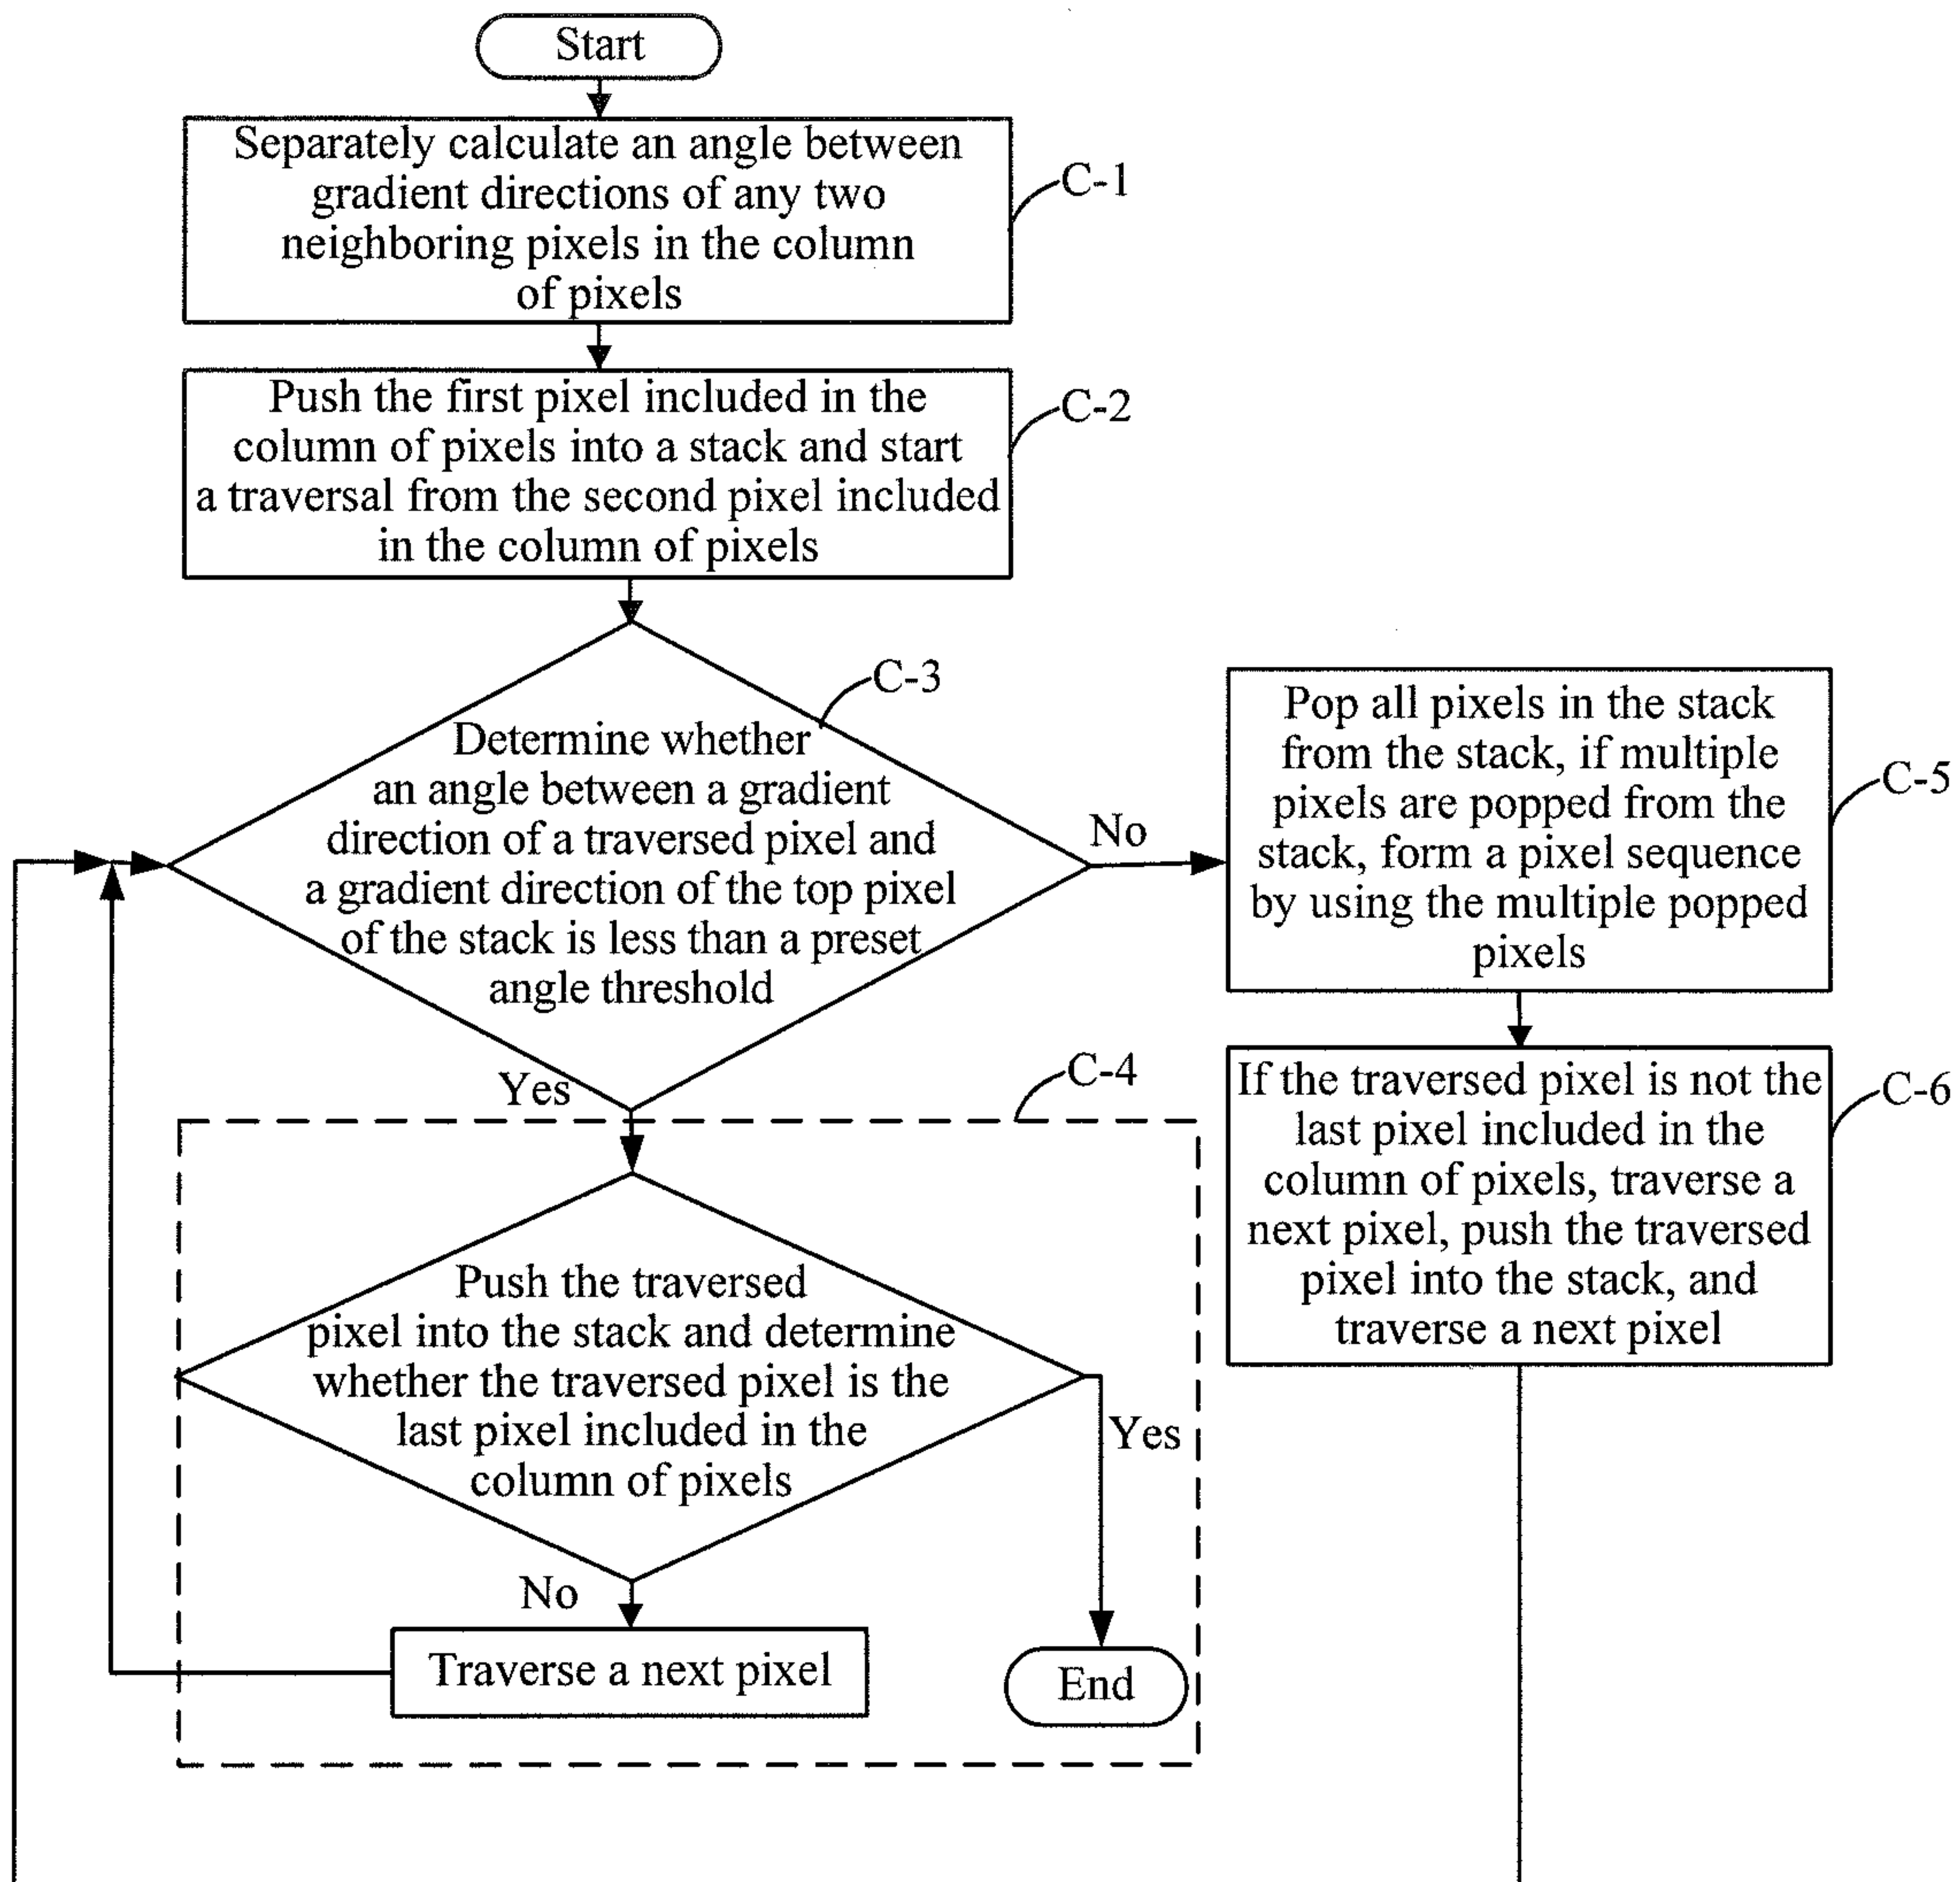 Start
Separately calculate an angle between
gradient directions of any two
neighboring pixels in the column
of pixels
C-1
Push the first pixel included in the
column of pixels into a stack and start
a traversal from the second pixel included
in the column of pixels
C-2
C-3
Determine whether
an angle between a gradient
direction of a traversed pixel and
a gradient direction of the top pixel
of the stack is less than a preset
angle threshold
No
Yes
Pop all pixels in the stack
from the stack, if multiple
pixels are popped from the
stack, form a pixel sequence
by using the multiple popped
pixels
C-5
C-4
Push the traversed
pixel into the stack and determine
whether the traversed pixel is the
last pixel included in the
column of pixels
Yes
No
Traverse a next pixel
End
If the traversed pixel is not the
last pixel included in the
column of pixels, traverse a
next pixel, push the traversed
pixel into the stack, and
traverse a next pixel
C-6